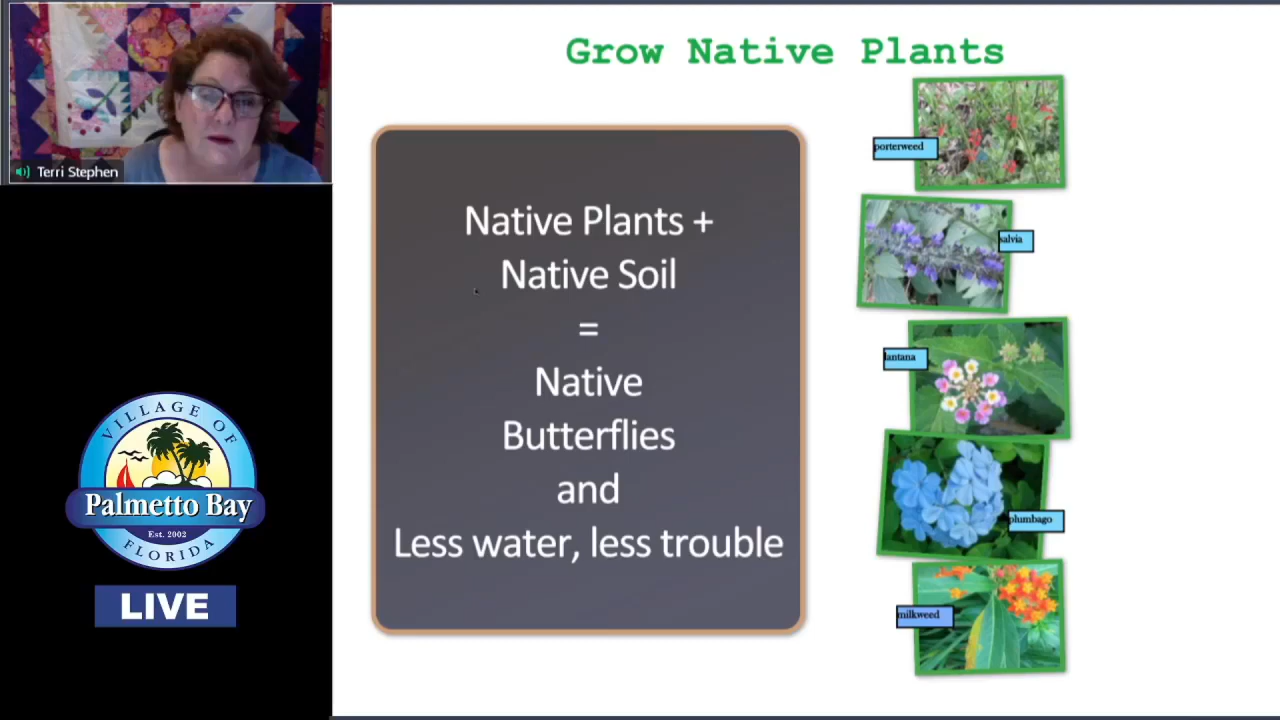 Grow Native Plants
Terri Stephen
Native Plants +
Native Soil
=
Native
Butterflies
and
Less water, less trouble
porterweed
salvia
lantana
plumbago
milkweed
VILLAGE OF
Palmetto Bay
Est. 2002
FLORIDA
LIVE